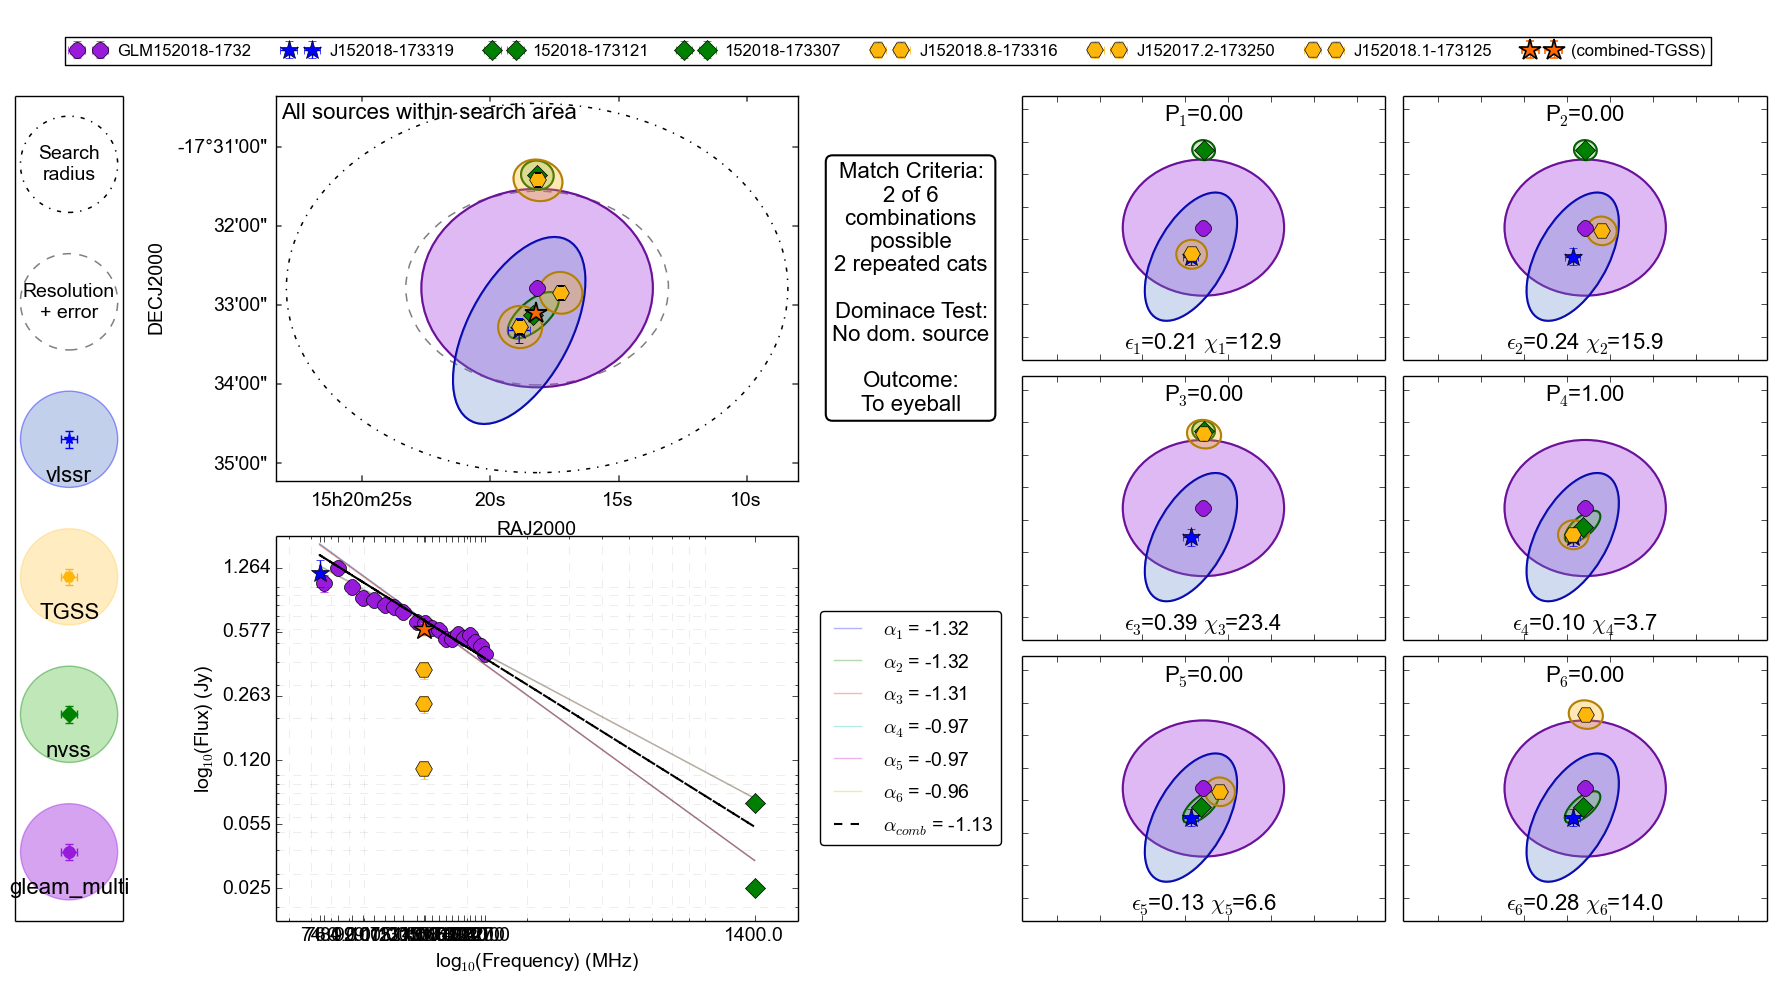 GLM152018-1732 J152018-173319 152018-173121 152018-173307 J152018.8-173316 J152017.2-173250 J152018.1-173125 (combined-TGSS)
Search
radius
Resolution
+ error
vlssr
TGSS
nvss
gleam_multi
All sources within search area
DECJ2000
-17°31'00"
32'00"
33'00"
34'00"
35'00"
15h20m25s 20s 15s 10s
RAJ2000
Match Criteria:
2 of 6
combinations
possible
2 repeated cats
Dominace Test:
No dom. source
Outcome:
To eyeball
log₁₀(Flux) (Jy)
1.264
0.577
0.263
0.120
0.055
0.025
1400.0
log₁₀(Frequency) (MHz)
α₁ = -1.32
α₂ = -1.32
α₃ = -1.31
α₄ = -0.97
α₅ = -0.97
α₆ = -0.96
α_comb = -1.13
P₁=0.00
ϵ₁=0.21 χ₁=12.9
P₂=0.00
ϵ₂=0.24 χ₂=15.9
P₃=0.00
ϵ₃=0.39 χ₃=23.4
P₄=1.00
ϵ₄=0.10 χ₄=3.7
P₅=0.00
ϵ₅=0.13 χ₅=6.6
P₆=0.00
ϵ₆=0.28 χ₆=14.0